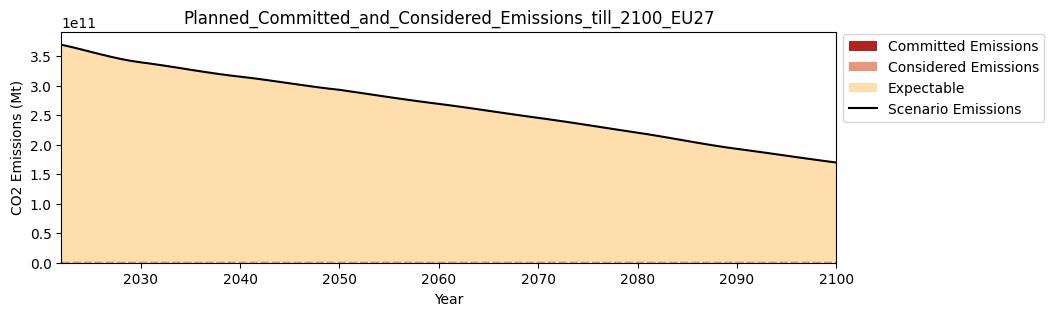 Planned_Committed_and_Considered_Emissions_till_2100_EU27
1e11
3.5
3.0
2.5
2.0
1.5
1.0
0.5
0.0
CO2 Emissions (Mt)
2030 2040 2050 2060 2070 2080 2090 2100
Year
Committed Emissions
Considered Emissions
Expectable
Scenario Emissions